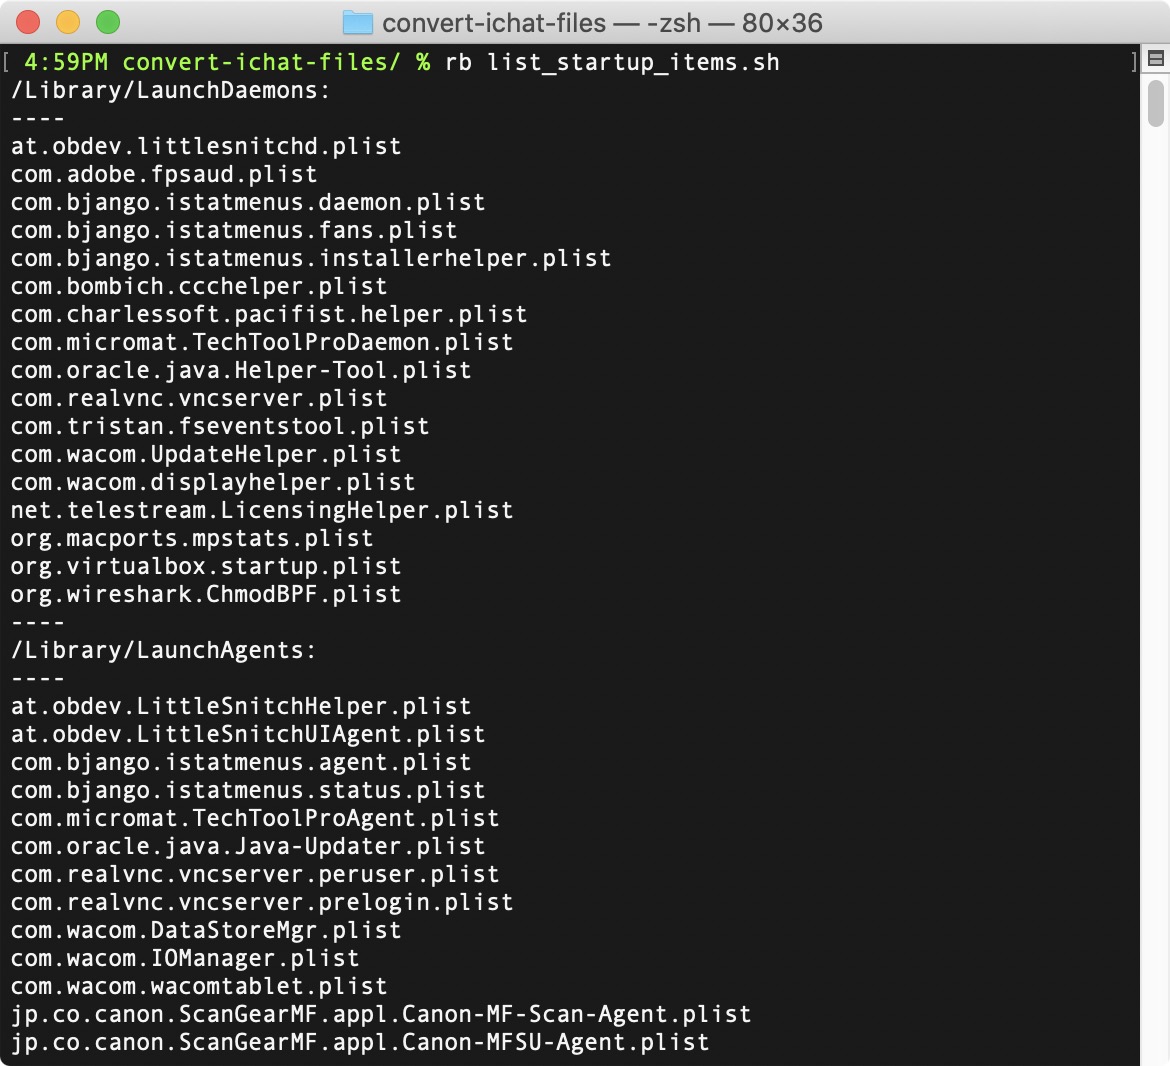 convert-ichat-files — -zsh — 80×36
[ 4:59PM convert-ichat-files/ % rb list_startup_items.sh ]
/Library/LaunchDaemons:
----
at.obdev.littlesnitchd.plist
com.adobe.fpsaud.plist
com.bjango.istatmenus.daemon.plist
com.bjango.istatmenus.fans.plist
com.bjango.istatmenus.installerhelper.plist
com.bombich.ccchelper.plist
com.charlessoft.pacifist.helper.plist
com.micromat.TechToolProDaemon.plist
com.oracle.java.Helper-Tool.plist
com.realvnc.vncserver.plist
com.tristan.fseventstool.plist
com.wacom.UpdateHelper.plist
com.wacom.displayhelper.plist
net.telestream.LicensingHelper.plist
org.macports.mpstats.plist
org.virtualbox.startup.plist
org.wireshark.ChmodBPF.plist
----
/Library/LaunchAgents:
----
at.obdev.LittleSnitchHelper.plist
at.obdev.LittleSnitchUIAgent.plist
com.bjango.istatmenus.agent.plist
com.bjango.istatmenus.status.plist
com.micromat.TechToolProAgent.plist
com.oracle.java.Java-Updater.plist
com.realvnc.vncserver.peruser.plist
com.realvnc.vncserver.prelogin.plist
com.wacom.DataStoreMgr.plist
com.wacom.IOManager.plist
com.wacom.wacomtablet.plist
jp.co.canon.ScanGearMF.appl.Canon-MF-Scan-Agent.plist
jp.co.canon.ScanGearMF.appl.Canon-MFSU-Agent.plist